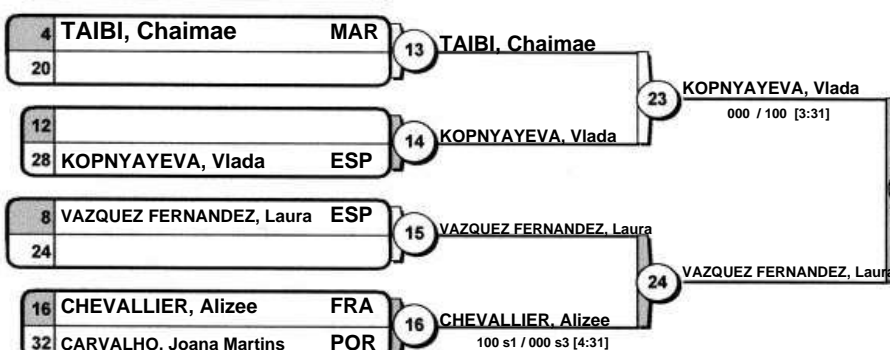 4 TAIBI, Chaimae MAR
20
13 TAIBI, Chaimae
12
28 KOPNYAYEVA, Vlada ESP
14 KOPNYAYEVA, Vlada
23 KOPNYAYEVA, Vlada
000 / 100 [3:31]
8 VAZQUEZ FERNANDEZ, Laura ESP
24
15 VAZQUEZ FERNANDEZ, Laura
16 CHEVALLIER, Alizee FRA
32 CARVALHO, Joana Martins POR
16 CHEVALLIER, Alizee
100 s1 / 000 s3 [4:31]
24 VAZQUEZ FERNANDEZ, Laura